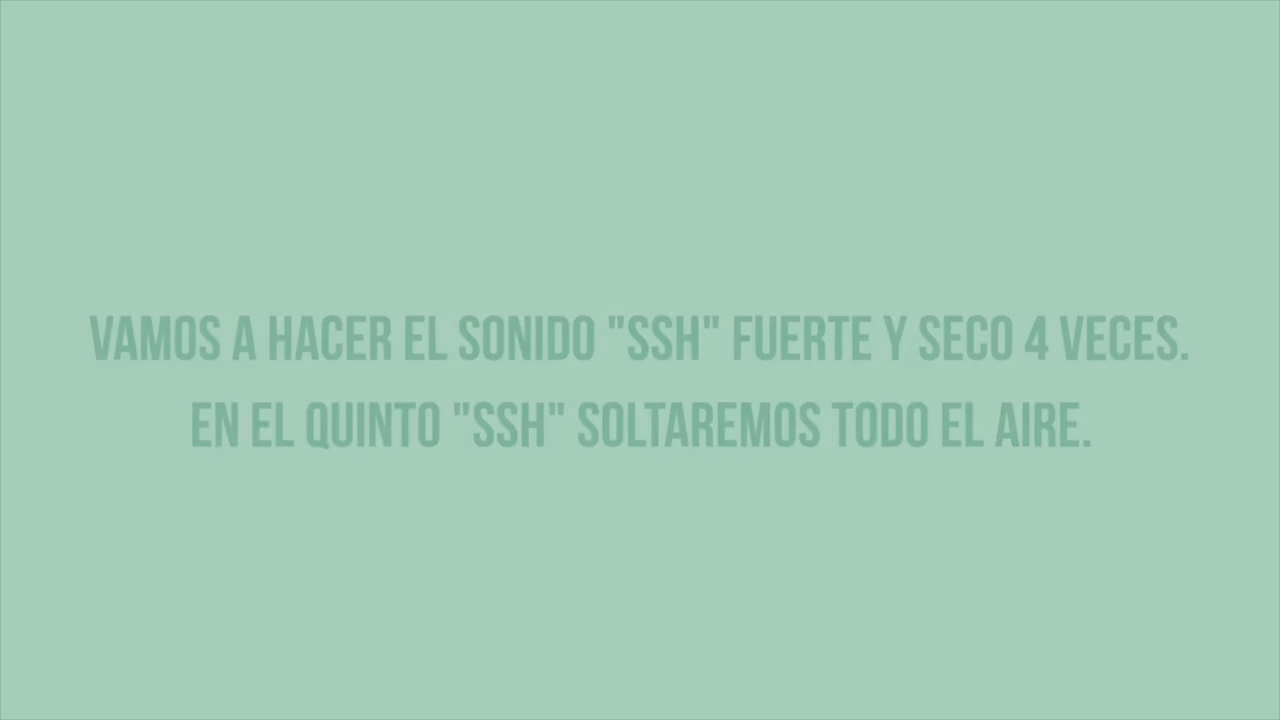 VAMOS A HACER EL SONIDO "SSH" FUERTE Y SECO 4 VECES.
EN EL QUINTO "SSH" SOLTAREMOS TODO EL AIRE.